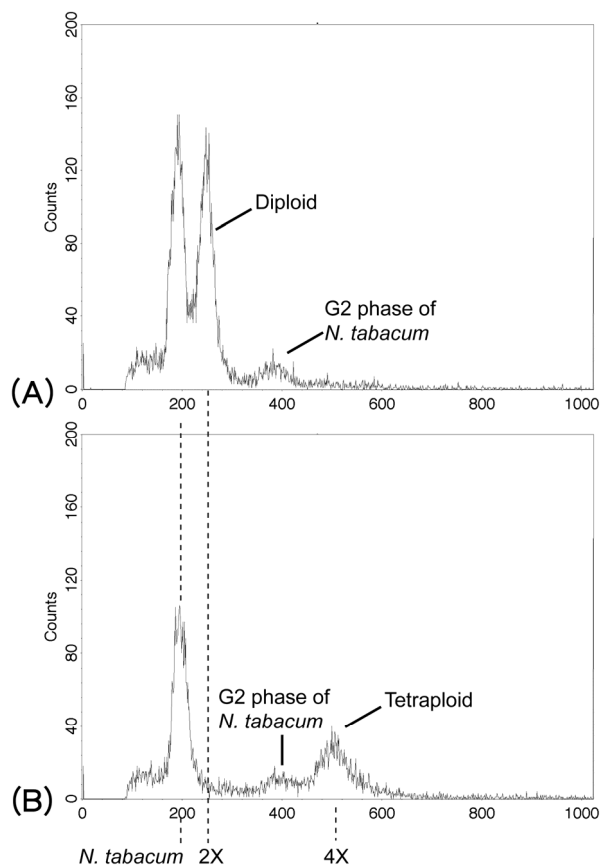 200
160
120
80
40
0
Counts
Diploid
G2 phase of
N. tabacum
(A)
0 200 400 600 800 1000
200
160
120
80
40
0
Counts
G2 phase of
N. tabacum
Tetraploid
(B)
0 200 400 600 800 1000
N. tabacum 2X 4X